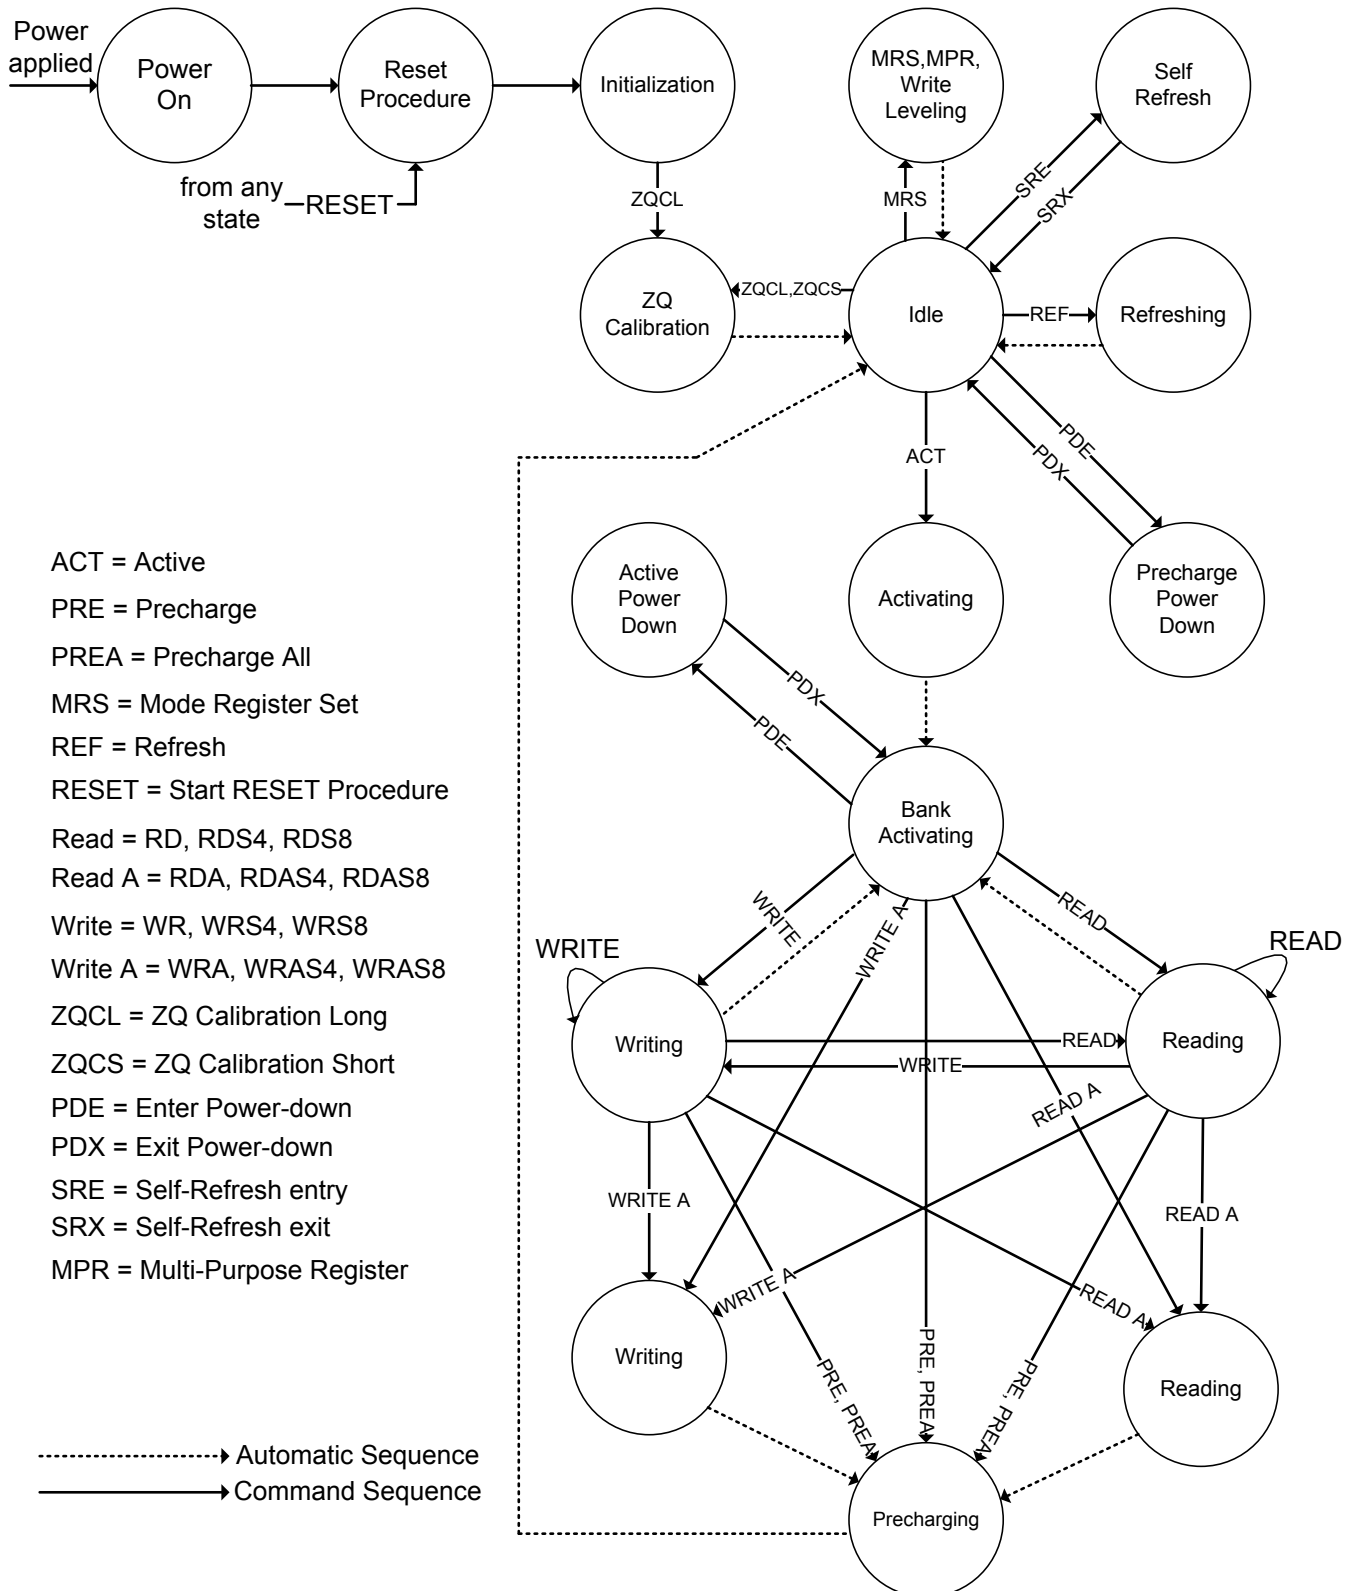 Power
applied
Power
On
Reset
Procedure
Initialization
MRS,MPR,
Write
Leveling
Self
Refresh
from any
state
RESET
ZQCL
MRS
SRE
SRX
ZQ
Calibration
ZQCL,ZQCS
Idle
REF
Refreshing
ACT
PDE
PDX
Active
Power
Down
Activating
Precharge
Power
Down
PDX
PDE
Bank
Activating
WRITE
WRITE A
READ
WRITE
READ
Writing
READ
Reading
WRITE
READ A
WRITE A
READ A
WRITE A
READ A
Writing
PRE, PREA
PRE, PREA
PRE, PREA
Reading
Precharging
ACT = Active
PRE = Precharge
PREA = Precharge All
MRS = Mode Register Set
REF = Refresh
RESET = Start RESET Procedure
Read = RD, RDS4, RDS8
Read A = RDA, RDAS4, RDAS8
Write = WR, WRS4, WRS8
Write A = WRA, WRAS4, WRAS8
ZQCL = ZQ Calibration Long
ZQCS = ZQ Calibration Short
PDE = Enter Power-down
PDX = Exit Power-down
SRE = Self-Refresh entry
SRX = Self-Refresh exit
MPR = Multi-Purpose Register
Automatic Sequence
Command Sequence